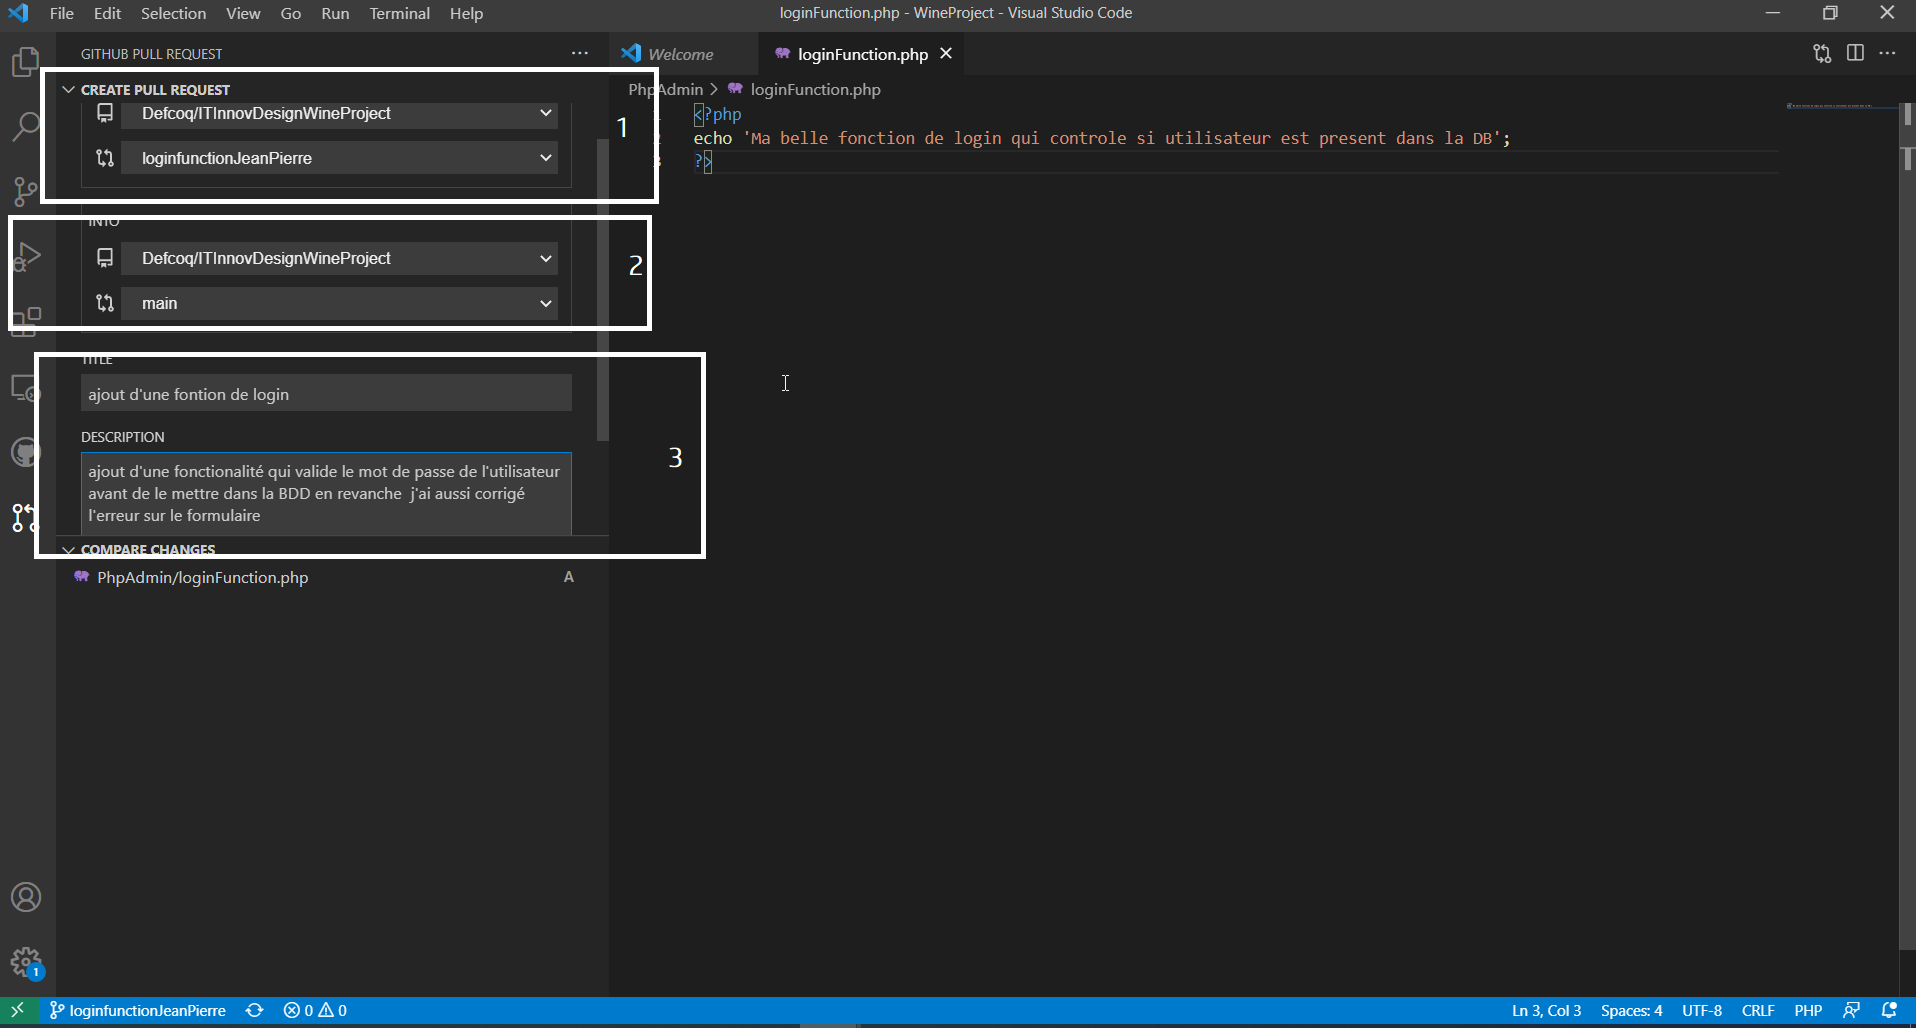 File Edit Selection View Go Run Terminal Help
loginFunction.php - WineProject - Visual Studio Code
GITHUB PULL REQUEST
Welcome
loginFunction.php
CREATE PULL REQUEST
Defcoq/ITInnovDesignWineProject
loginfunctionJeanPierre
1
INTO
Defcoq/ITInnovDesignWineProject
main
2
TITLE
ajout d'une fontion de login
DESCRIPTION
ajout d'une fonctionalité qui valide le mot de passe de l'utilisateur
avant de le mettre dans la BDD en revanche j'ai aussi corrigé
l'erreur sur le formulaire
3
COMPARE CHANGES
PhpAdmin/loginFunction.php A
PhpAdmin > loginFunction.php
<?php
2 echo 'Ma belle fonction de login qui controle si utilisateur est present dans la DB';
3 ?>
1
loginfunctionJeanPierre 0 0
Ln 3, Col 3 Spaces: 4 UTF-8 CRLF PHP